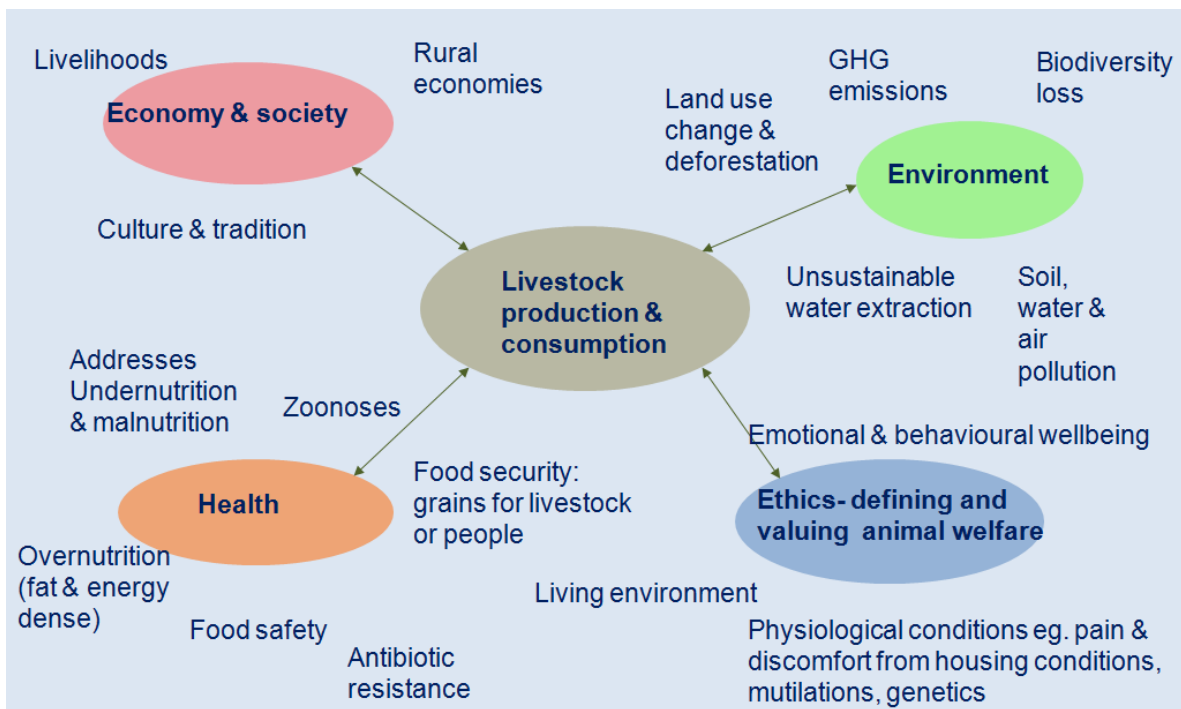 Livelihoods
Economy & society
Rural
economies
Culture & tradition
GHG
emissions
Biodiversity
loss
Land use
change &
deforestation
Environment
Unsustainable
water extraction
Soil,
water &
air
pollution
Livestock
production &
consumption
Addresses
Undernutrition
& malnutrition
Zoonoses
Health
Food security:
grains for livestock
or people
Overnutrition
(fat & energy
dense)
Food safety
Antibiotic
resistance
Emotional & behavioural wellbeing
Ethics- defining and
valuing animal welfare
Living environment
Physiological conditions eg. pain &
discomfort from housing conditions,
mutilations, genetics